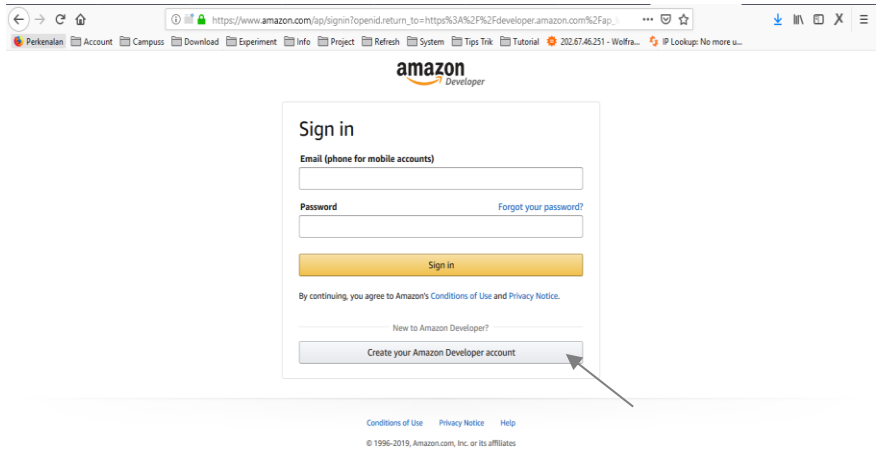 https://www.amazon.com/ap/signin?openid.return_to=https%3A%2F%2Fdeveloper.amazon.com%2Fap_
Perkenalan Account Campuss Download Experiment Info Project Refresh System Tips Trik Tutorial 202.67.46.251 - Wolfra... IP Lookup: No more u...
amazon
Developer
Sign in
Email (phone for mobile accounts)
Password Forgot your password?
Sign in
By continuing, you agree to Amazon's Conditions of Use and Privacy Notice.
New to Amazon Developer?
Create your Amazon Developer account
Conditions of Use Privacy Notice Help
© 1996-2019, Amazon.com, Inc. or its affiliates